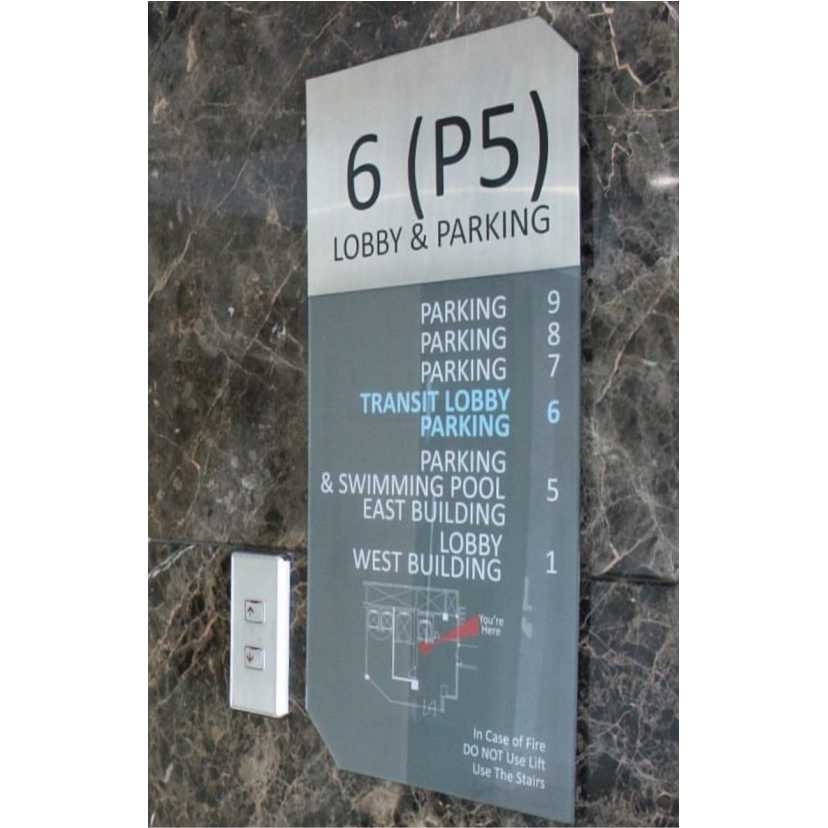 6 (P5)
LOBBY & PARKING
PARKING 9
PARKING 8
PARKING 7
TRANSIT LOBBY
PARKING 6
PARKING
& SWIMMING POOL 5
EAST BUILDING
LOBBY
WEST BUILDING 1
You're
Here
In Case of Fire
DO NOT Use Lift
Use The Stairs